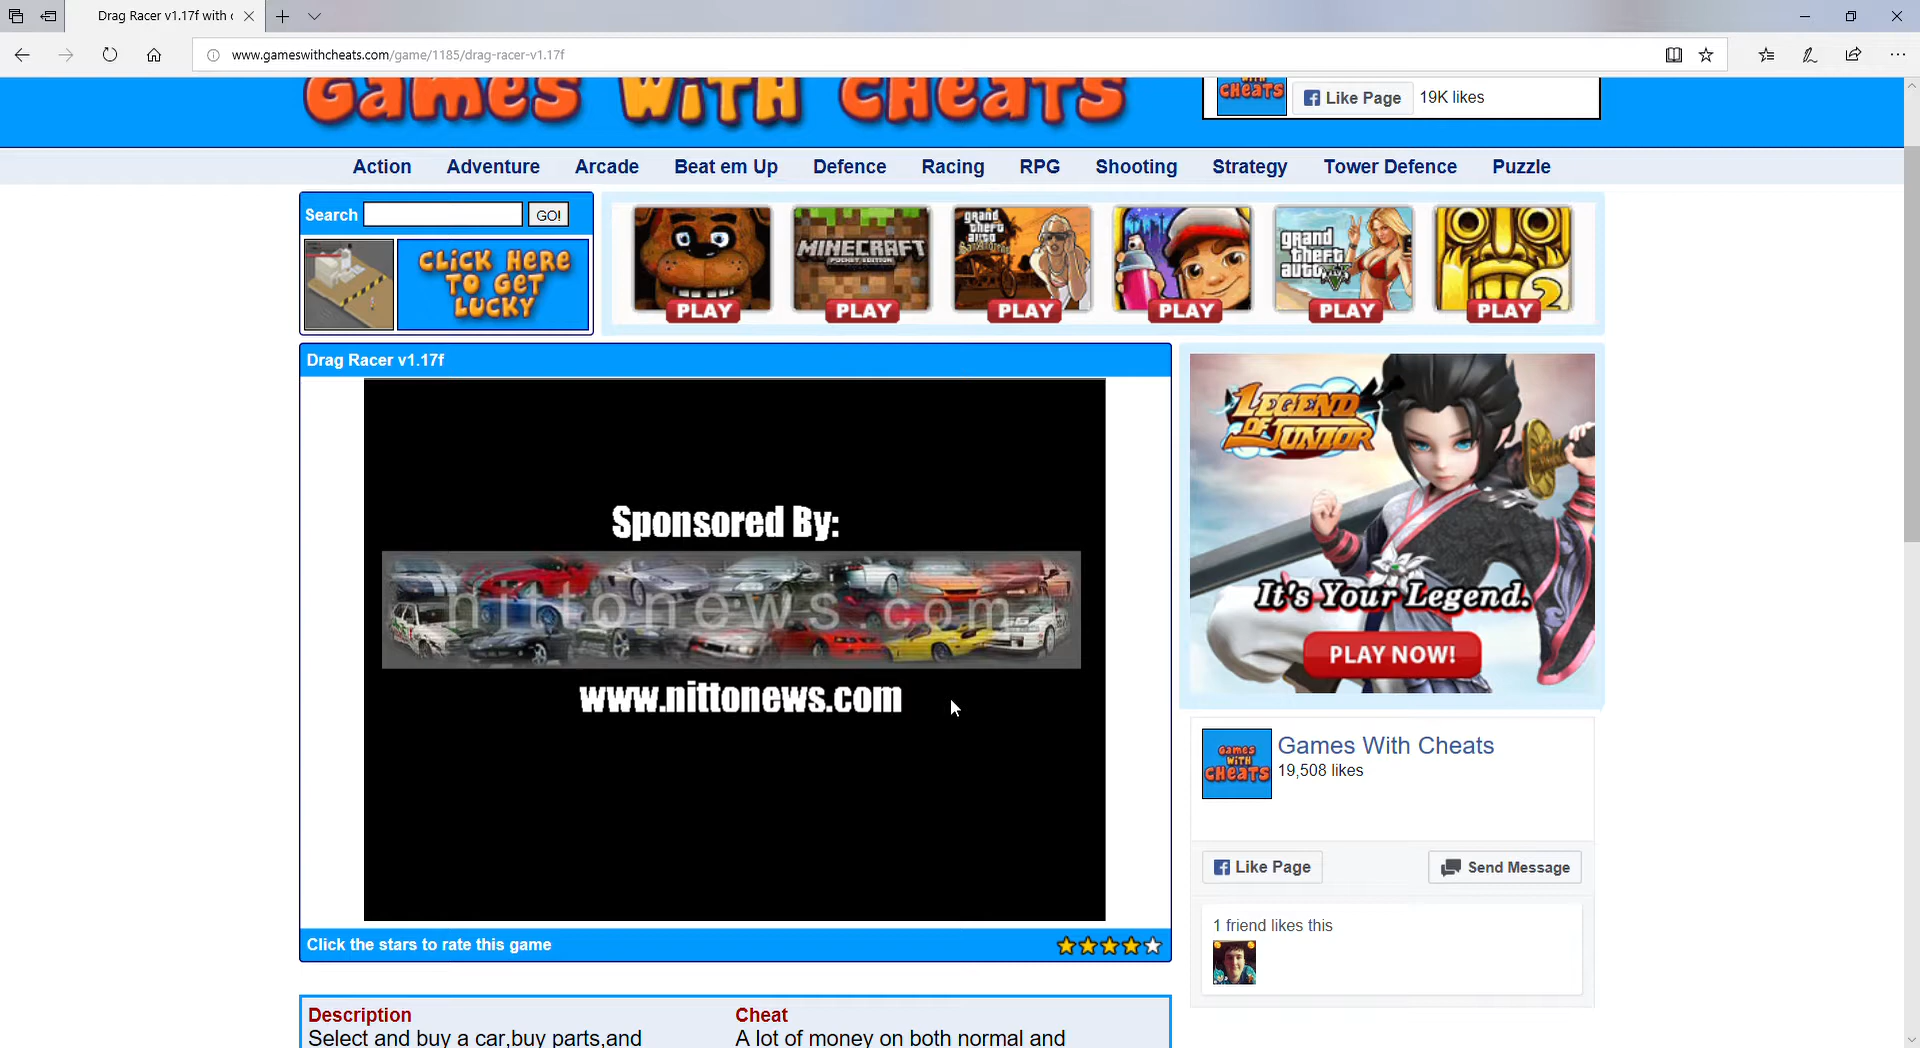 Drag Racer v1.17f with c
www.gameswithcheats.com/game/1185/drag-racer-v1.17f
Games With Cheats
CHEATS
Like Page
19K likes
Action
Adventure
Arcade
Beat em Up
Defence
Racing
RPG
Shooting
Strategy
Tower Defence
Puzzle
Search
GO!
CLICK HERE
TO GET
LUCKY
PLAY
MINECRAFT
POCKET EDITION
PLAY
grand
theft
auto
San Andreas
PLAY
PLAY
grand
theft
auto
V
PLAY
2
PLAY
Drag Racer v1.17f
Sponsored By:
nittonews.com
www.nittonews.com
LEGEND
OF JUNIOR
It's Your Legend.
PLAY NOW!
GAMES
WITH
CHEATS
Games With Cheats
19,508 likes
Like Page
Send Message
1 friend likes this
Click the stars to rate this game
Description
Select and buy a car,buy parts,and
Cheat
A lot of money on both normal and